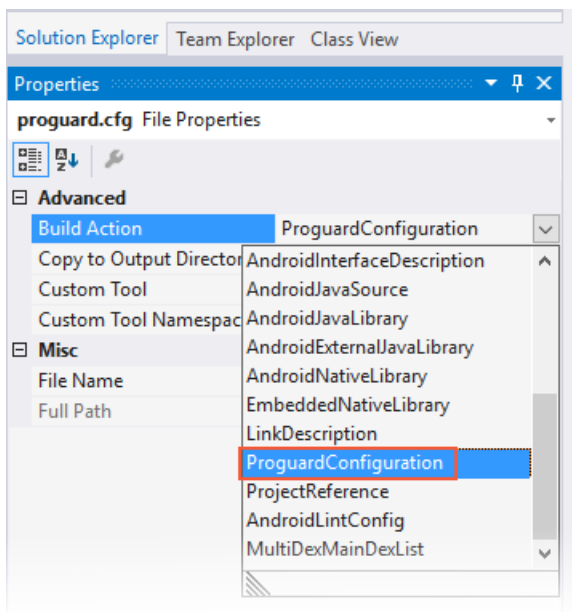 Solution Explorer Team Explorer Class View
Properties
proguard.cfg File Properties
Advanced
Build Action ProguardConfiguration
Copy to Output Director
Custom Tool
Custom Tool Namespac
Misc
File Name
Full Path
AndroidInterfaceDescription
AndroidJavaSource
AndroidJavaLibrary
AndroidExternalJavaLibrary
AndroidNativeLibrary
EmbeddedNativeLibrary
LinkDescription
ProguardConfiguration
ProjectReference
AndroidLintConfig
MultiDexMainDexList